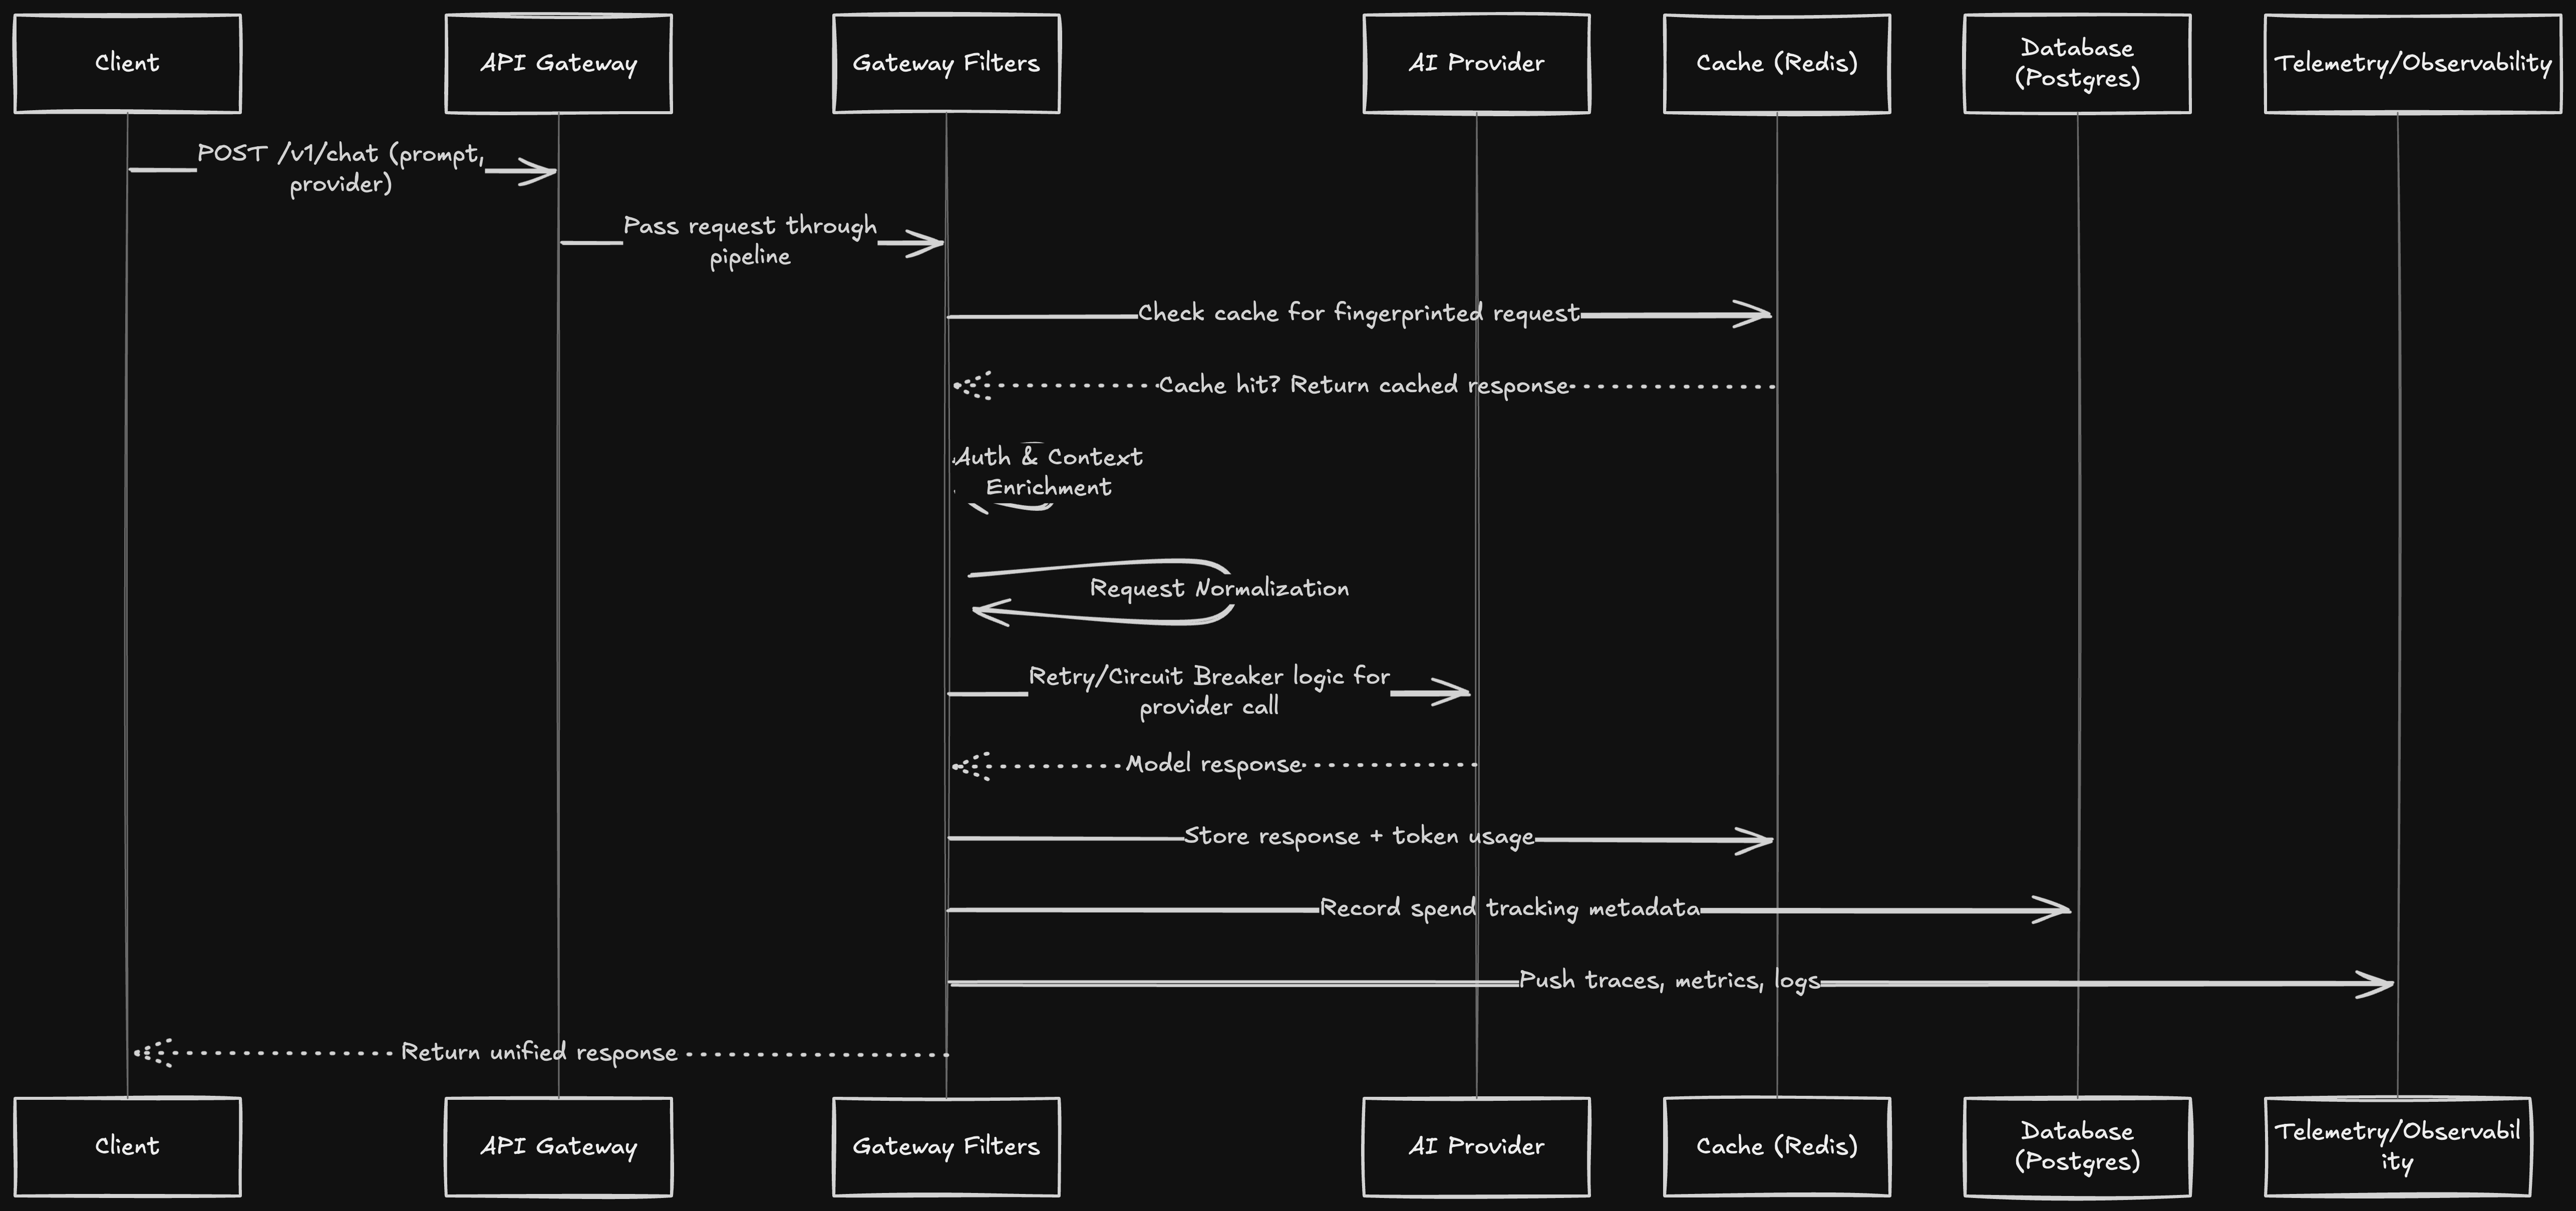 Client
API Gateway
Gateway Filters
AI Provider
Cache (Redis)
Database
(Postgres)
Telemetry/Observability
POST /v1/chat (prompt,
provider)
Pass request through
pipeline
Check cache for fingerprinted request
Cache hit? Return cached response
Auth & Context
Enrichment
Request Normalization
Retry/Circuit Breaker logic for
provider call
Model response
Store response + token usage
Record spend tracking metadata
Push traces, metrics, logs
Return unified response
Client
API Gateway
Gateway Filters
AI Provider
Cache (Redis)
Database
(Postgres)
Telemetry/Observabil
ity